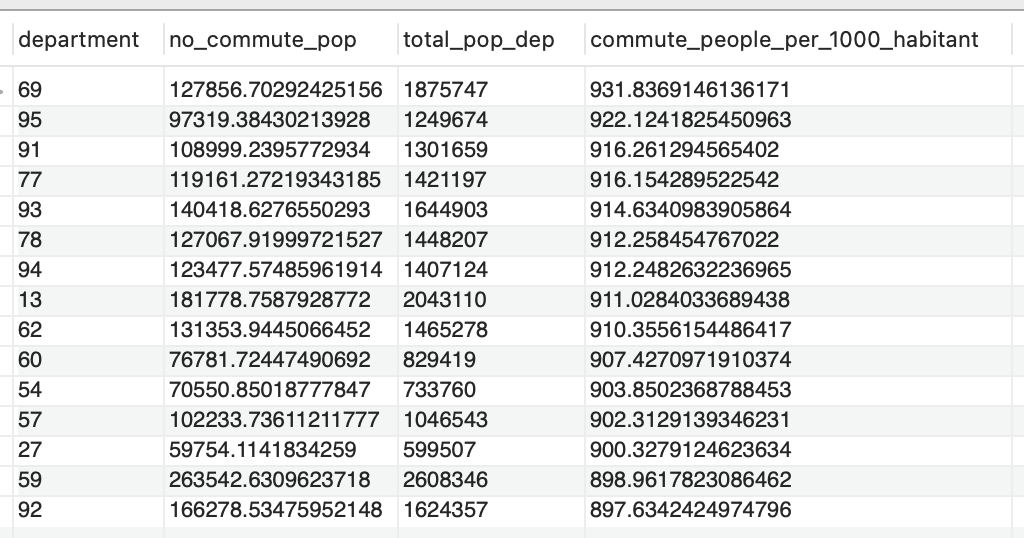 department no_commute_pop total_pop_dep commute_people_per_1000_habitant
69 127856.70292425156 1875747 931.8369146136171
95 97319.38430213928 1249674 922.1241825450963
91 108999.2395772934 1301659 916.261294565402
77 119161.27219343185 1421197 916.154289522542
93 140418.6276550293 1644903 914.6340983905864
78 127067.91999721527 1448207 912.258454767022
94 123477.57485961914 1407124 912.2482632236965
13 181778.7587928772 2043110 911.0284033689438
62 131353.9445066452 1465278 910.3556154486417
60 76781.72447490692 829419 907.4270971910374
54 70550.85018777847 733760 903.8502368788453
57 102233.73611211777 1046543 902.3129139346231
27 59754.1141834259 599507 900.3279124623634
59 263542.6309623718 2608346 898.9617823086462
92 166278.53475952148 1624357 897.6342424974796